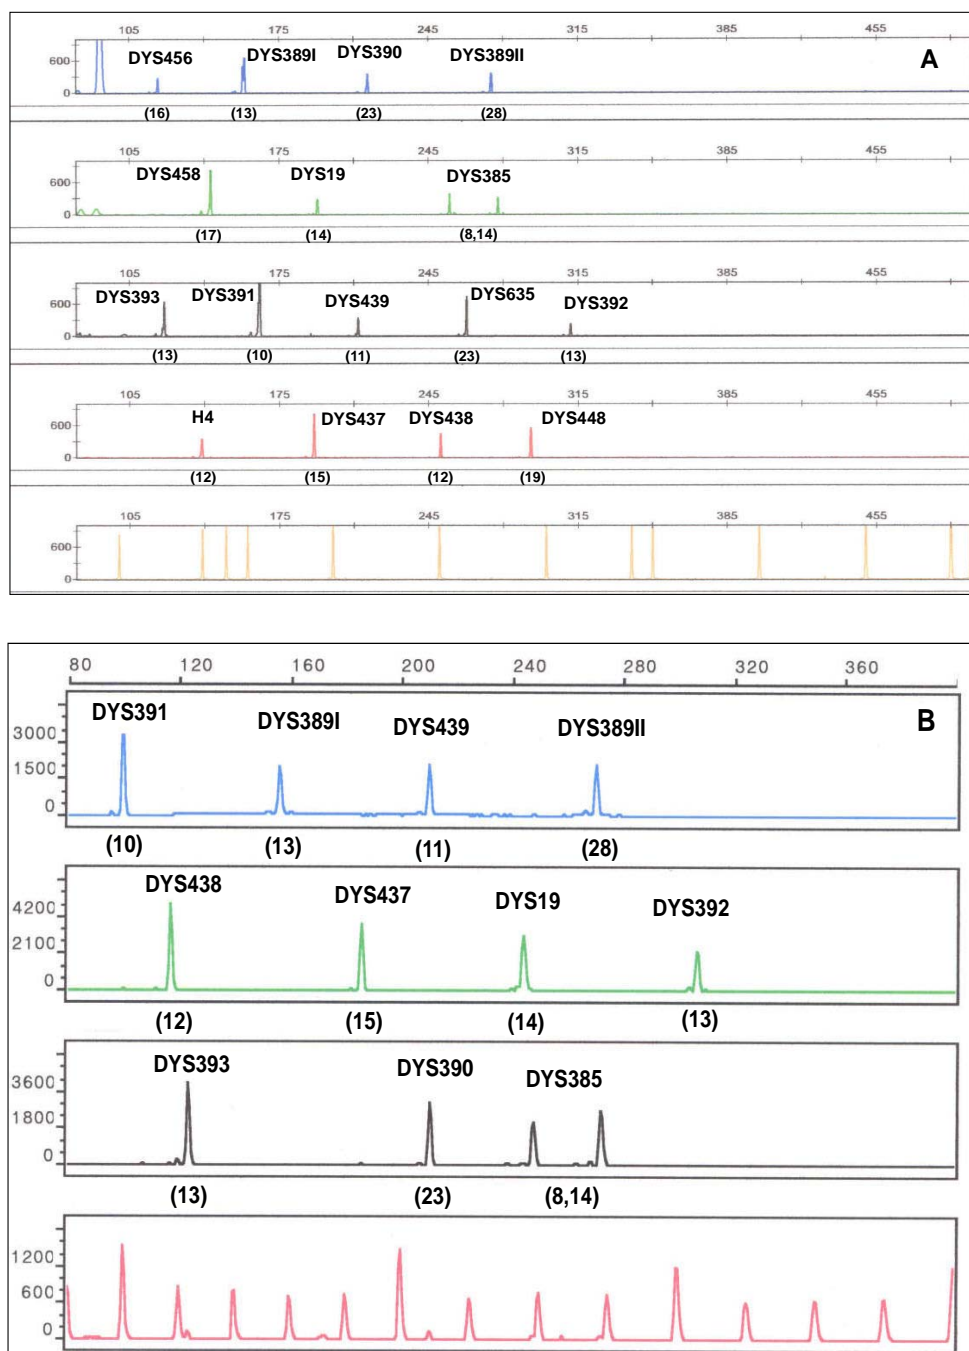 105 175 245 315 385 455
DYS456 DYS389I DYS390 DYS389II A
600
0
(16) (13) (23) (28)
105 175 245 315 385 455
DYS458 DYS19 DYS385
600
0
(17) (14) (8,14)
105 175 245 315 385 455
DYS393 DYS391 DYS439 DYS635 DYS392
600
0
(13) (10) (11) (23) (13)
105 175 245 315 385 455
H4 DYS437 DYS438 DYS448
600
0
(12) (15) (12) (19)
105 175 245 315 385 455
600
0
80 120 160 200 240 280 320 360
DYS391 DYS389I DYS439 DYS389II B
3000
1500
0
(10) (13) (11) (28)
DYS438 DYS437 DYS19 DYS392
4200
2100
0
(12) (15) (14) (13)
DYS393 DYS390 DYS385
3600
1800
0
(13) (23) (8,14)
1200
600
0